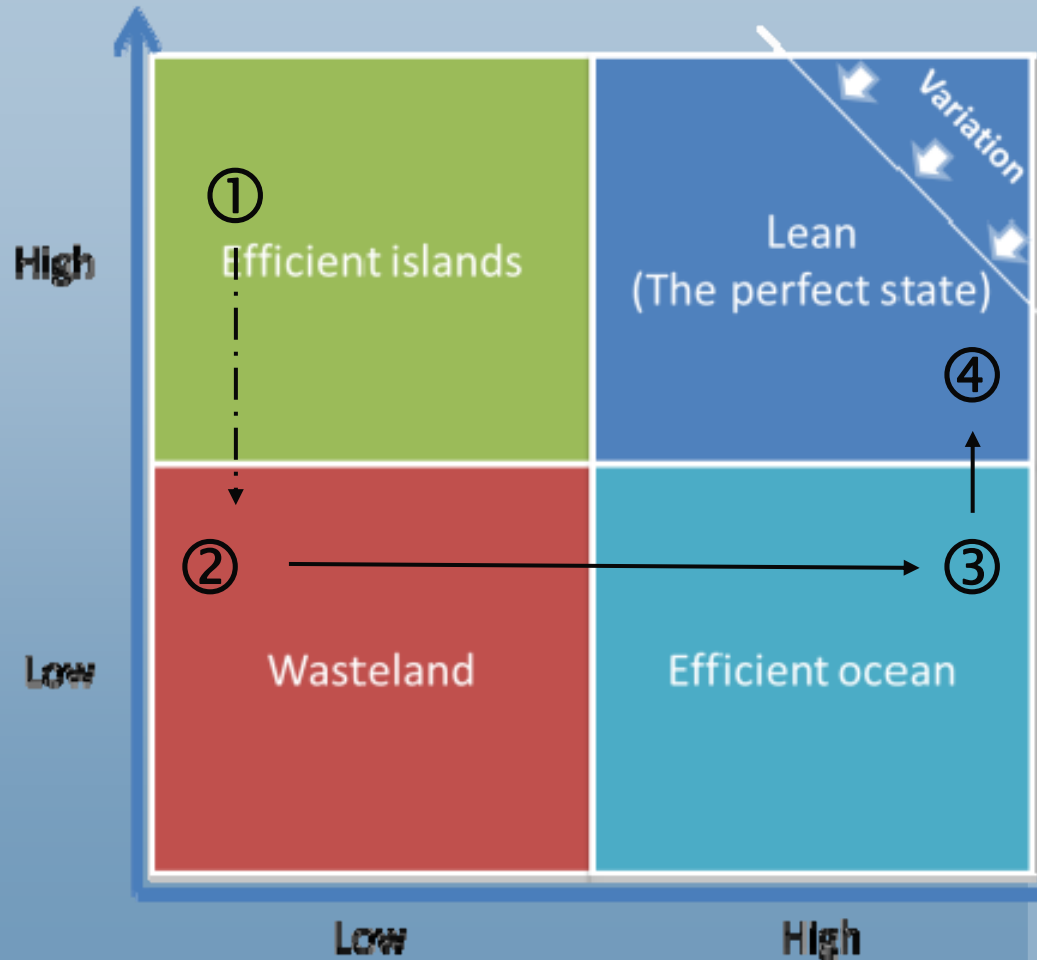 Variation
①
High
Efficient islands
Lean
(The perfect state)
④
②
③
Low
Wasteland
Efficient ocean
Low
High